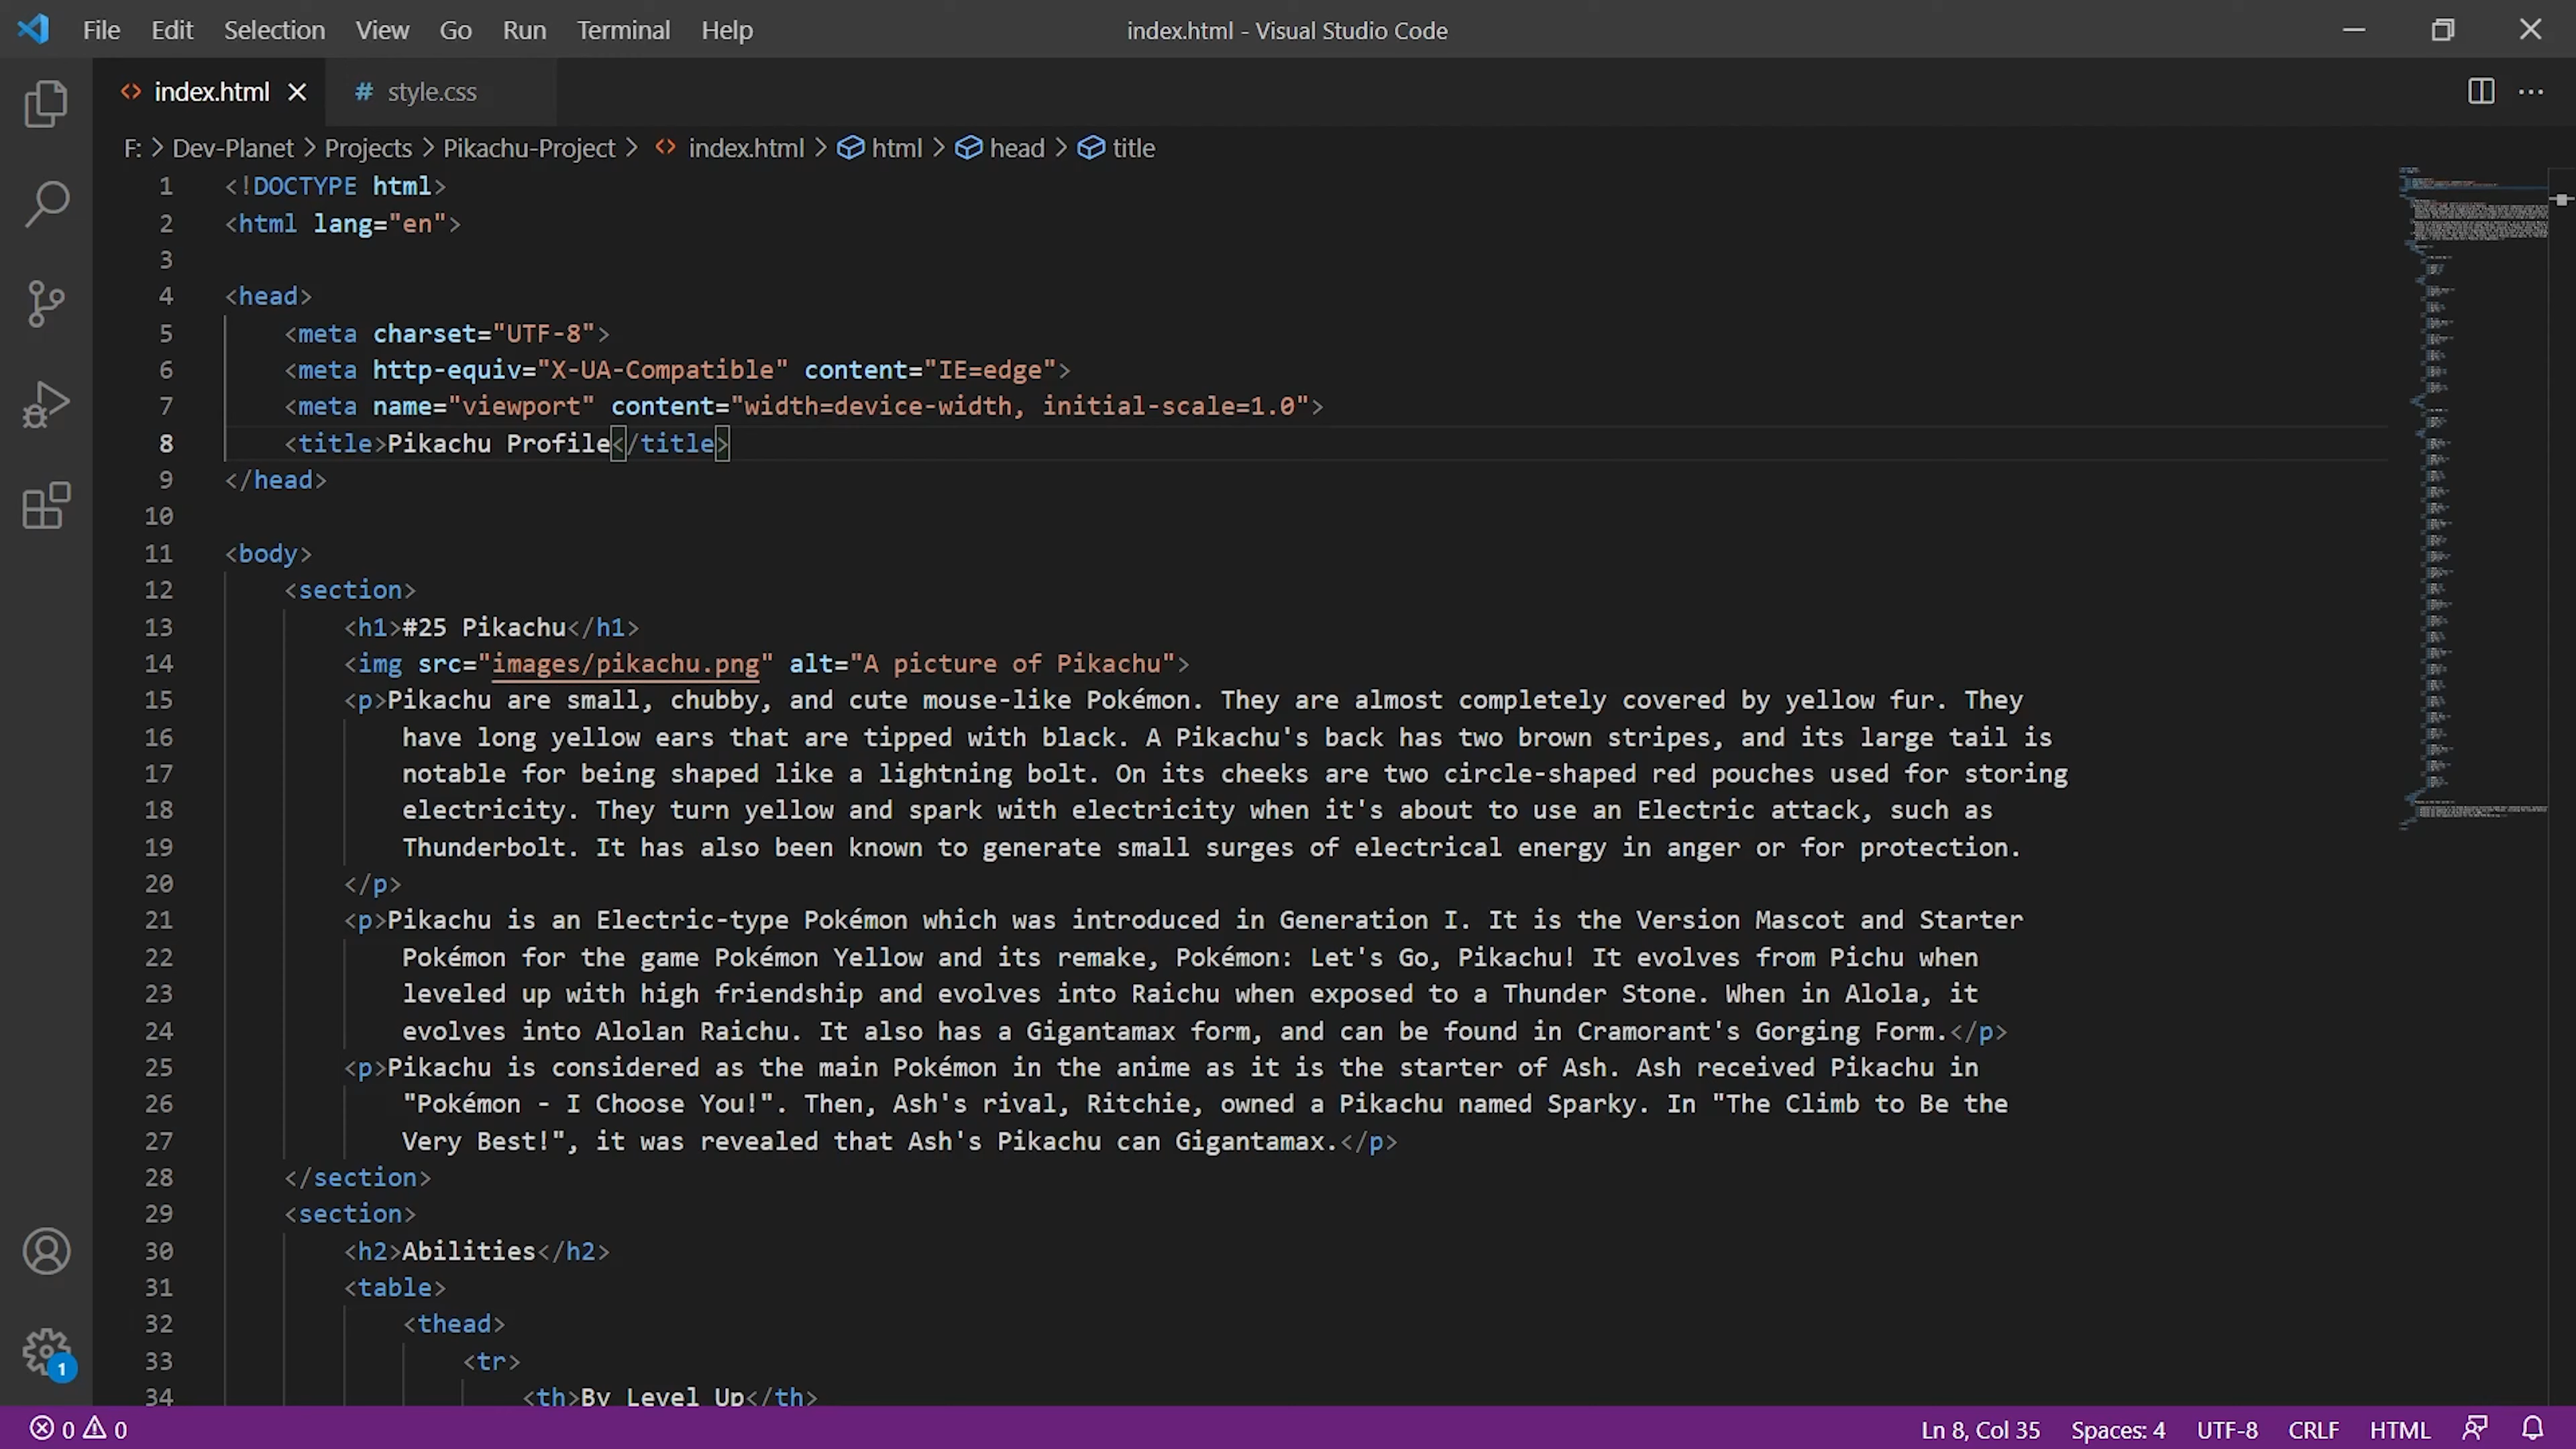 File Edit Selection View Go Run Terminal Help
index.html - Visual Studio Code
index.html
style.css
F: > Dev-Planet > Projects > Pikachu-Project > index.html > html > head > title
1 <!DOCTYPE html>
2 <html lang="en">
3
4 <head>
5 <meta charset="UTF-8">
6 <meta http-equiv="X-UA-Compatible" content="IE=edge">
7 <meta name="viewport" content="width=device-width, initial-scale=1.0">
8 <title>Pikachu Profile</title>
9 </head>
10
11 <body>
12 <section>
13 <h1>#25 Pikachu</h1>
14 <img src="images/pikachu.png" alt="A picture of Pikachu">
15 <p>Pikachu are small, chubby, and cute mouse-like Pokémon. They are almost completely covered by yellow fur. They
16 have long yellow ears that are tipped with black. A Pikachu's back has two brown stripes, and its large tail is
17 notable for being shaped like a lightning bolt. On its cheeks are two circle-shaped red pouches used for storing
18 electricity. They turn yellow and spark with electricity when it's about to use an Electric attack, such as
19 Thunderbolt. It has also been known to generate small surges of electrical energy in anger or for protection.
20 </p>
21 <p>Pikachu is an Electric-type Pokémon which was introduced in Generation I. It is the Version Mascot and Starter
22 Pokémon for the game Pokémon Yellow and its remake, Pokémon: Let's Go, Pikachu! It evolves from Pichu when
23 leveled up with high friendship and evolves into Raichu when exposed to a Thunder Stone. When in Alola, it
24 evolves into Alolan Raichu. It also has a Gigantamax form, and can be found in Cramorant's Gorging Form.</p>
25 <p>Pikachu is considered as the main Pokémon in the anime as it is the starter of Ash. Ash received Pikachu in
26 "Pokémon - I Choose You!". Then, Ash's rival, Ritchie, owned a Pikachu named Sparky. In "The Climb to Be the
27 Very Best!", it was revealed that Ash's Pikachu can Gigantamax.</p>
28 </section>
29 <section>
30 <h2>Abilities</h2>
31 <table>
32 <thead>
33 <tr>
34 <th>By Level Up</th>
1
0 0
Ln 8, Col 35 Spaces: 4 UTF-8 CRLF HTML